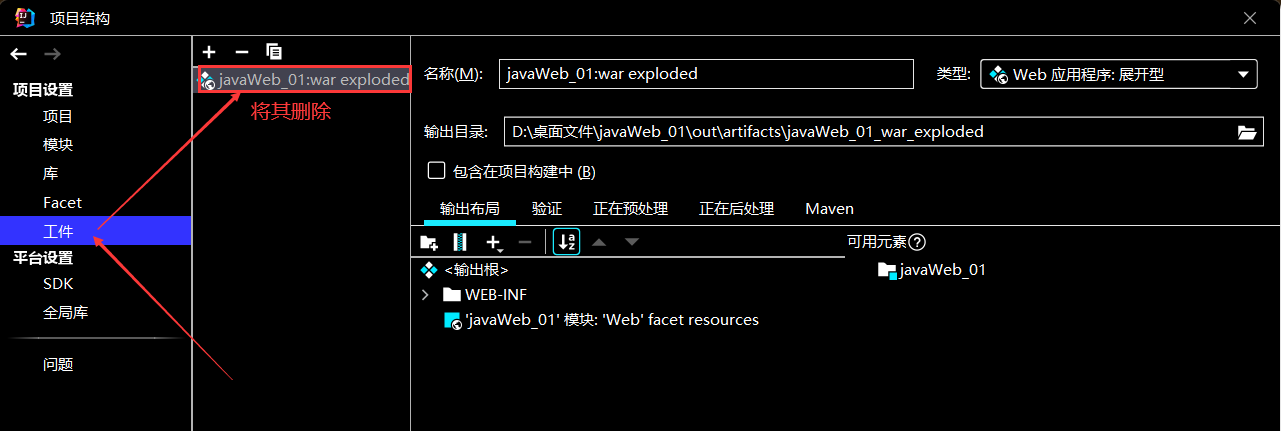 项目结构
项目设置
项目
模块
库
Facet
工件
平台设置
SDK
全局库
问题
javaWeb_01:war exploded
将其删除
名称(M): javaWeb_01:war exploded 类型: Web 应用程序: 展开型
输出目录: D:\桌面文件\javaWeb_01\out\artifacts\javaWeb_01_war_exploded
包含在项目构建中 (B)
输出布局 验证 正在预处理 正在后处理 Maven
可用元素?
<输出根>
WEB-INF
'javaWeb_01' 模块: 'Web' facet resources
javaWeb_01